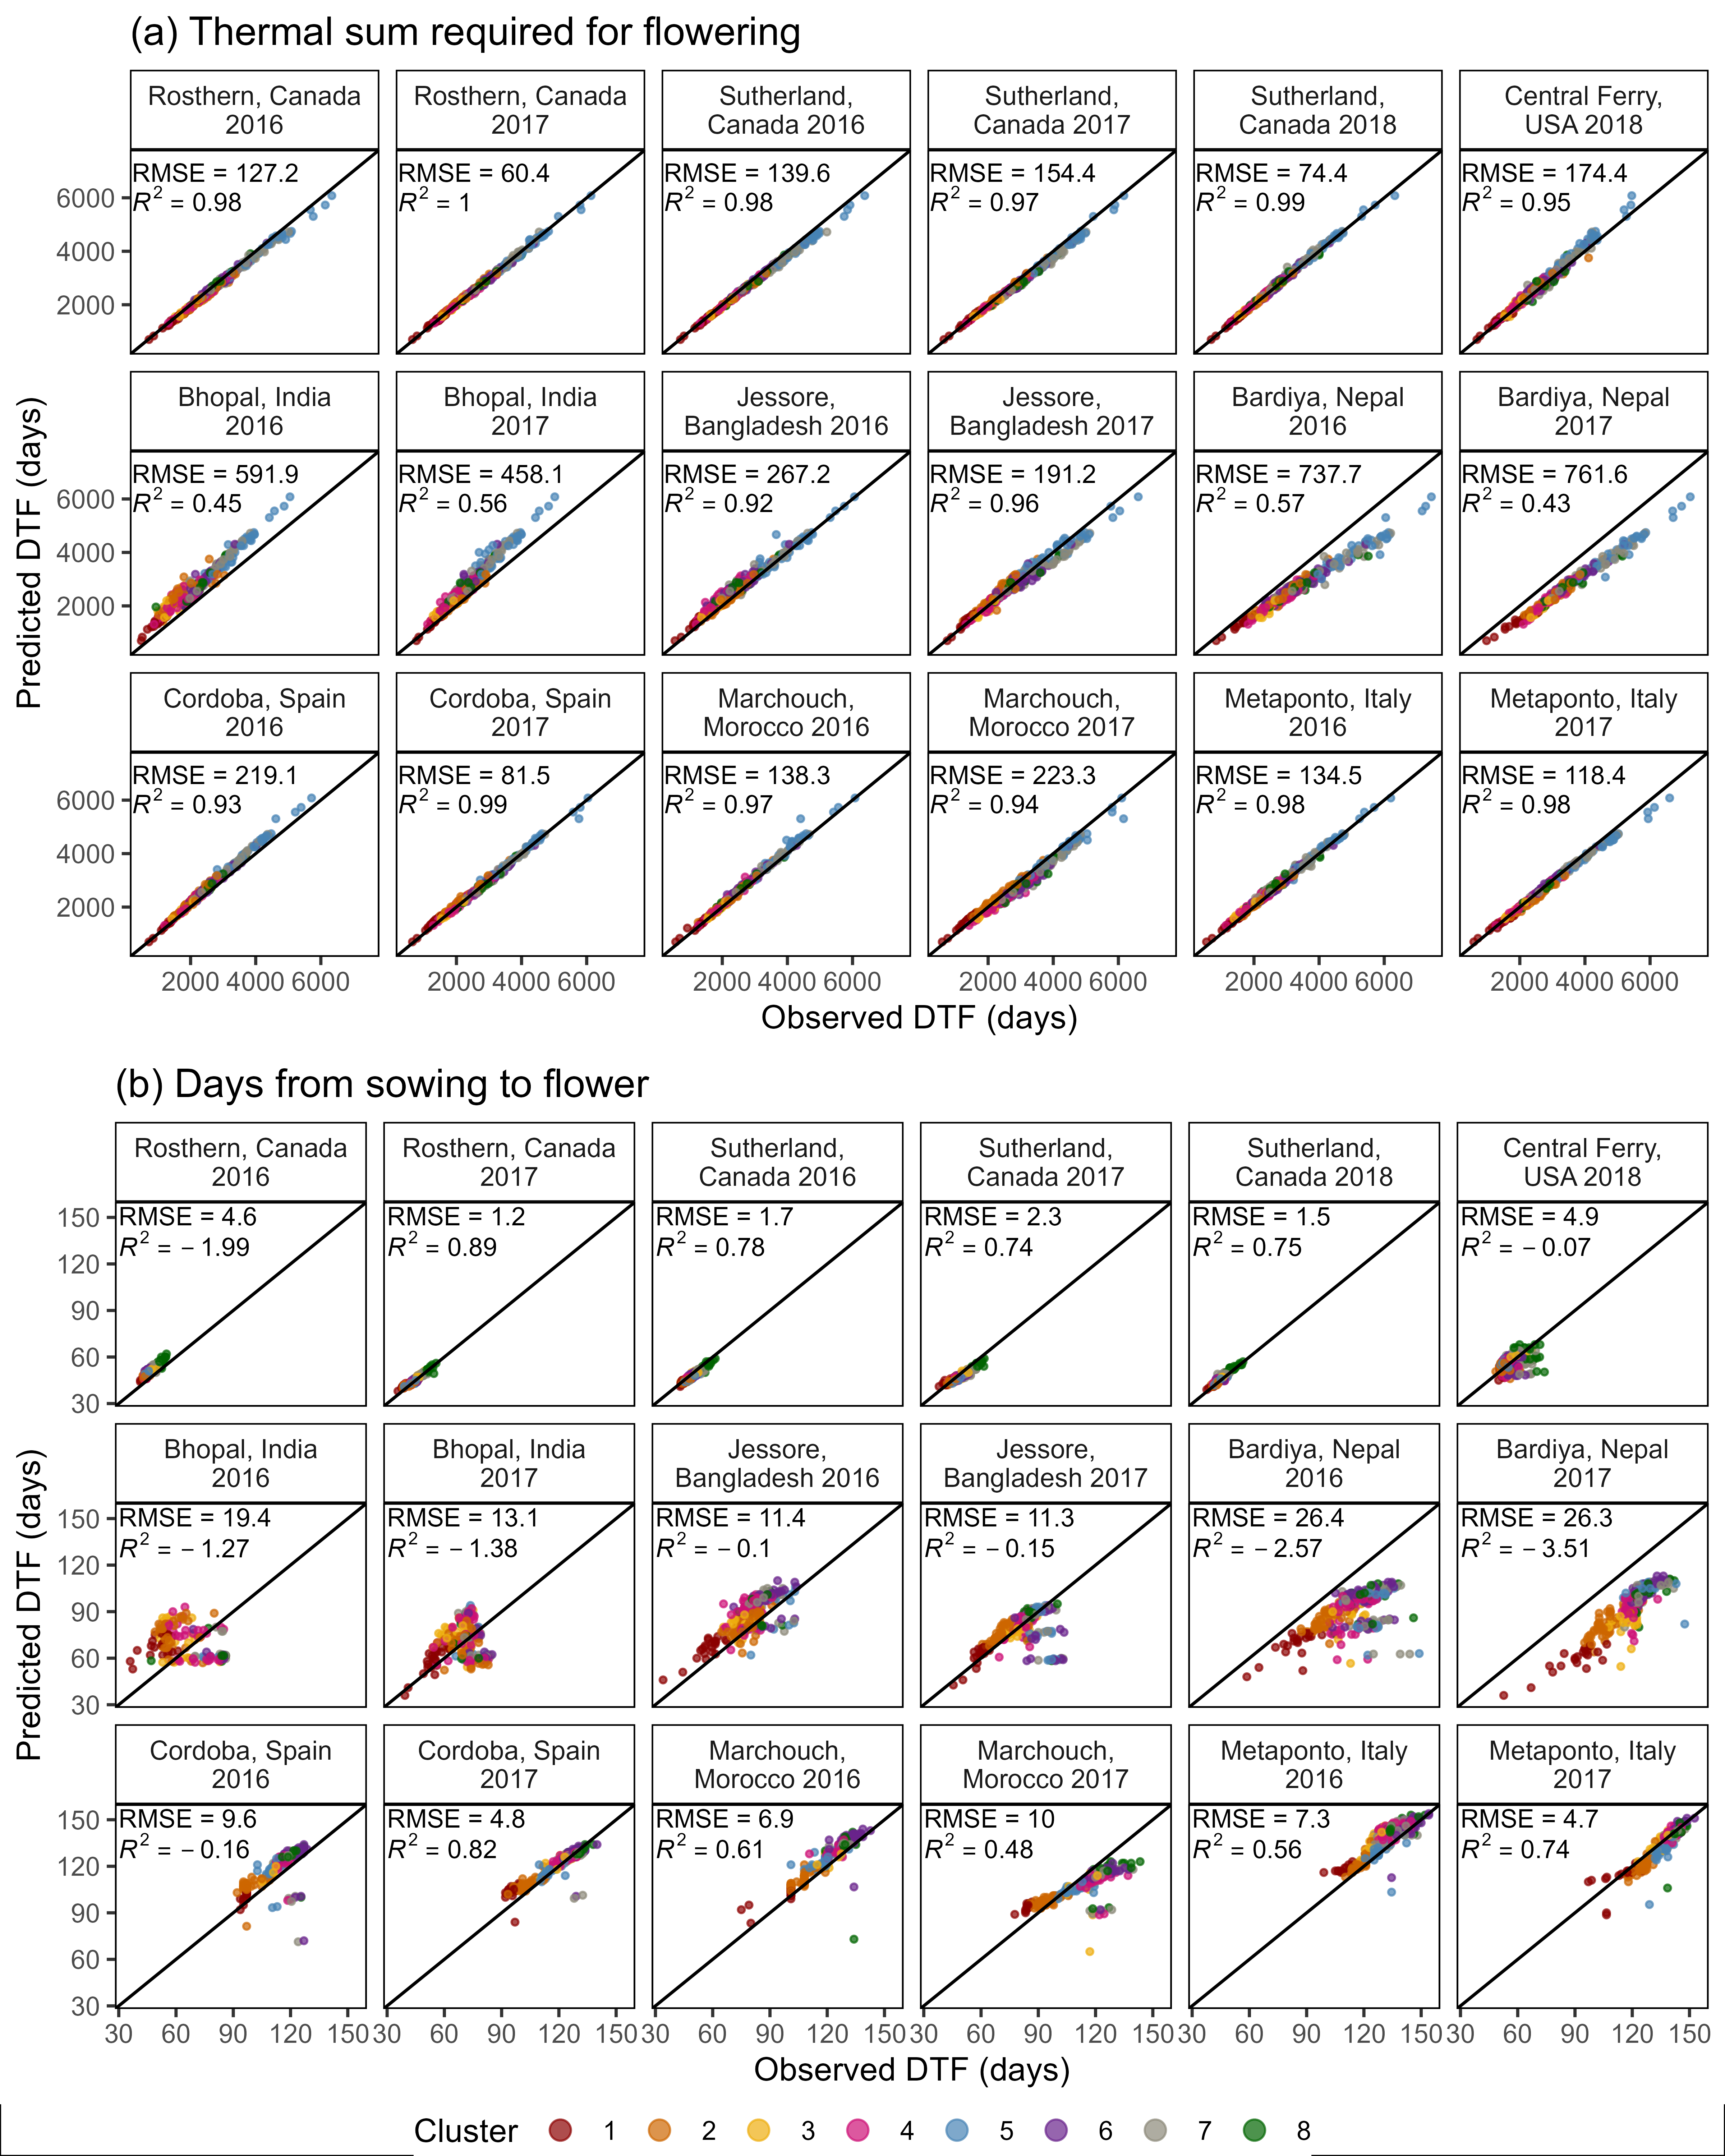 (a) Thermal sum required for flowering
Rosthern, Canada
2016
Rosthern, Canada
2017
Sutherland,
Canada 2016
Sutherland,
Canada 2017
Sutherland,
Canada 2018
Central Ferry,
USA 2018
RMSE = 127.2
R² = 0.98
RMSE = 60.4
R² = 1
RMSE = 139.6
R² = 0.98
RMSE = 154.4
R² = 0.97
RMSE = 74.4
R² = 0.99
RMSE = 174.4
R² = 0.95
6000
4000
2000
Bhopal, India
2016
Bhopal, India
2017
Jessore,
Bangladesh 2016
Jessore,
Bangladesh 2017
Bardiya, Nepal
2016
Bardiya, Nepal
2017
RMSE = 591.9
R² = 0.45
RMSE = 458.1
R² = 0.56
RMSE = 267.2
R² = 0.92
RMSE = 191.2
R² = 0.96
RMSE = 737.7
R² = 0.57
RMSE = 761.6
R² = 0.43
6000
4000
2000
Predicted DTF (days)
Cordoba, Spain
2016
Cordoba, Spain
2017
Marchouch,
Morocco 2016
Marchouch,
Morocco 2017
Metaponto, Italy
2016
Metaponto, Italy
2017
RMSE = 219.1
R² = 0.93
RMSE = 81.5
R² = 0.99
RMSE = 138.3
R² = 0.97
RMSE = 223.3
R² = 0.94
RMSE = 134.5
R² = 0.98
RMSE = 118.4
R² = 0.98
6000
4000
2000
2000 4000 6000 2000 4000 6000 2000 4000 6000 2000 4000 6000 2000 4000 6000 2000 4000 6000
Observed DTF (days)
(b) Days from sowing to flower
Rosthern, Canada
2016
Rosthern, Canada
2017
Sutherland,
Canada 2016
Sutherland,
Canada 2017
Sutherland,
Canada 2018
Central Ferry,
USA 2018
RMSE = 4.6
R² = − 1.99
RMSE = 1.2
R² = 0.89
RMSE = 1.7
R² = 0.78
RMSE = 2.3
R² = 0.74
RMSE = 1.5
R² = 0.75
RMSE = 4.9
R² = − 0.07
150
120
90
60
30
Bhopal, India
2016
Bhopal, India
2017
Jessore,
Bangladesh 2016
Jessore,
Bangladesh 2017
Bardiya, Nepal
2016
Bardiya, Nepal
2017
RMSE = 19.4
R² = − 1.27
RMSE = 13.1
R² = − 1.38
RMSE = 11.4
R² = − 0.1
RMSE = 11.3
R² = − 0.15
RMSE = 26.4
R² = − 2.57
RMSE = 26.3
R² = − 3.51
150
120
90
60
30
Predicted DTF (days)
Cordoba, Spain
2016
Cordoba, Spain
2017
Marchouch,
Morocco 2016
Marchouch,
Morocco 2017
Metaponto, Italy
2016
Metaponto, Italy
2017
RMSE = 9.6
R² = − 0.16
RMSE = 4.8
R² = 0.82
RMSE = 6.9
R² = 0.61
RMSE = 10
R² = 0.48
RMSE = 7.3
R² = 0.56
RMSE = 4.7
R² = 0.74
150
120
90
60
30
30 60 90 120 150 30 60 90 120 150 30 60 90 120 150 30 60 90 120 150 30 60 90 120 150 30 60 90 120 150
Observed DTF (days)
Cluster 1 2 3 4 5 6 7 8